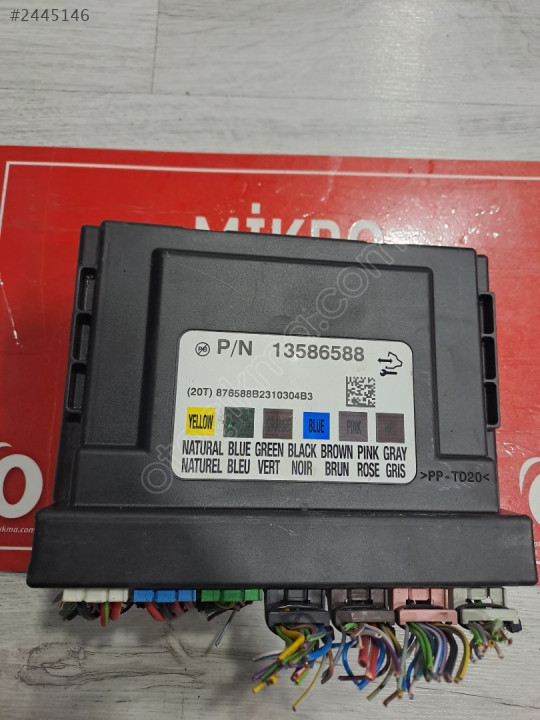 #2445146
MİKRO
P/N 13586588
(20T) 876588B2310304B3
YELLOW
BLUE
PINK
NATURAL BLUE GREEN BLACK BROWN PINK GRAY
NATUREL BLEU VERT NOIR BRUN ROSE GRIS
>PP-TD20<